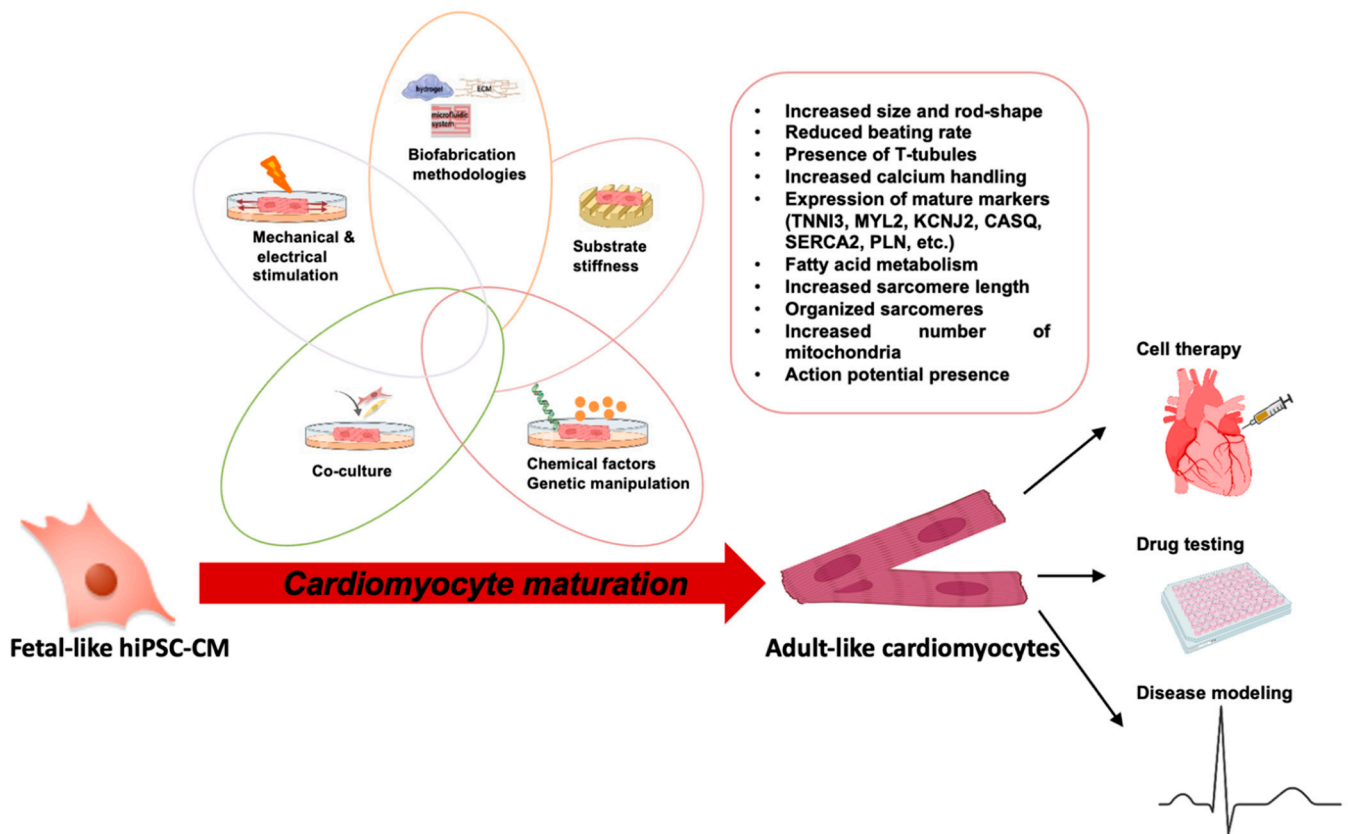 hydrogel
ECM
microfluidic
system
Biofabrication
methodologies
Mechanical &
electrical
stimulation
Substrate
stiffness
Co-culture
Chemical factors
Genetic manipulation
• Increased size and rod-shape
• Reduced beating rate
• Presence of T-tubules
• Increased calcium handling
• Expression of mature markers
(TNNI3, MYL2, KCNJ2, CASQ,
SERCA2, PLN, etc.)
• Fatty acid metabolism
• Increased sarcomere length
• Organized sarcomeres
• Increased number of
mitochondria
• Action potential presence
Cell therapy
Drug testing
Disease modeling
Cardiomyocyte maturation
Fetal-like hiPSC-CM
Adult-like cardiomyocytes